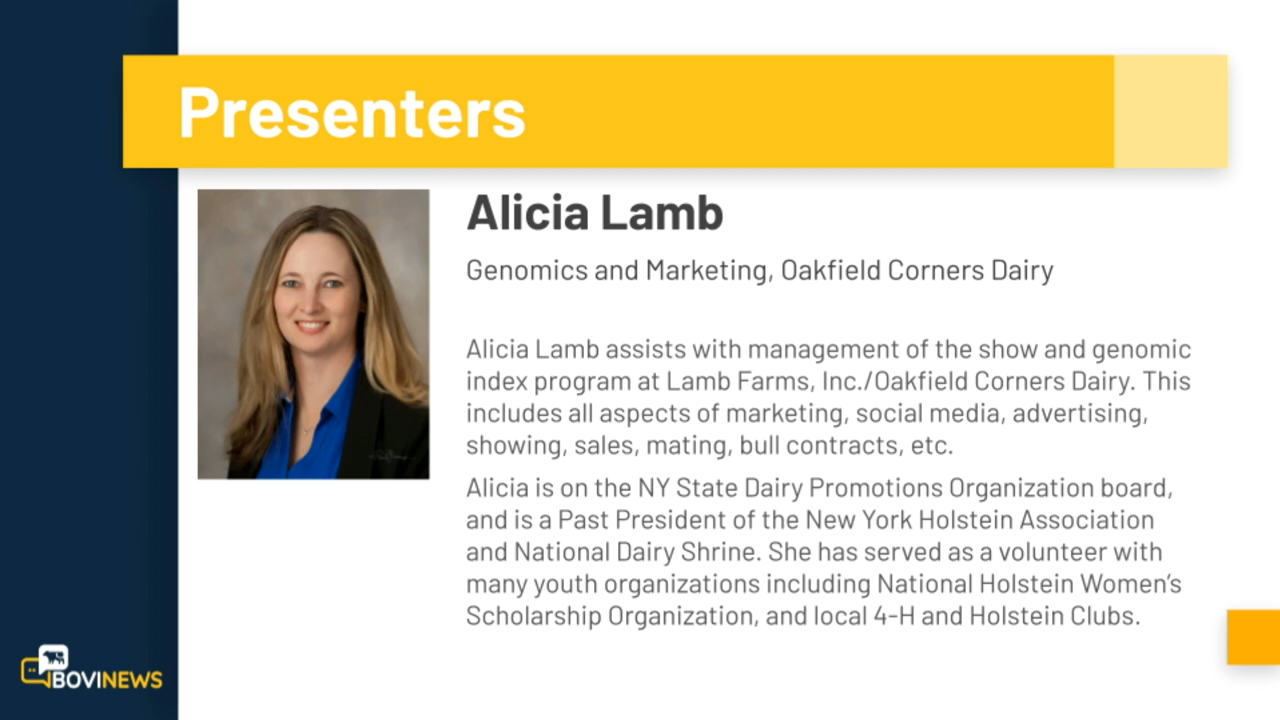 Presenters
Alicia Lamb
Genomics and Marketing, Oakfield Corners Dairy
Alicia Lamb assists with management of the show and genomic
index program at Lamb Farms, Inc./Oakfield Corners Dairy. This
includes all aspects of marketing, social media, advertising,
showing, sales, mating, bull contracts, etc.
Alicia is on the NY State Dairy Promotions Organization board,
and is a Past President of the New York Holstein Association
and National Dairy Shrine. She has served as a volunteer with
many youth organizations including National Holstein Women’s
Scholarship Organization, and local 4-H and Holstein Clubs.
BOVINEWS